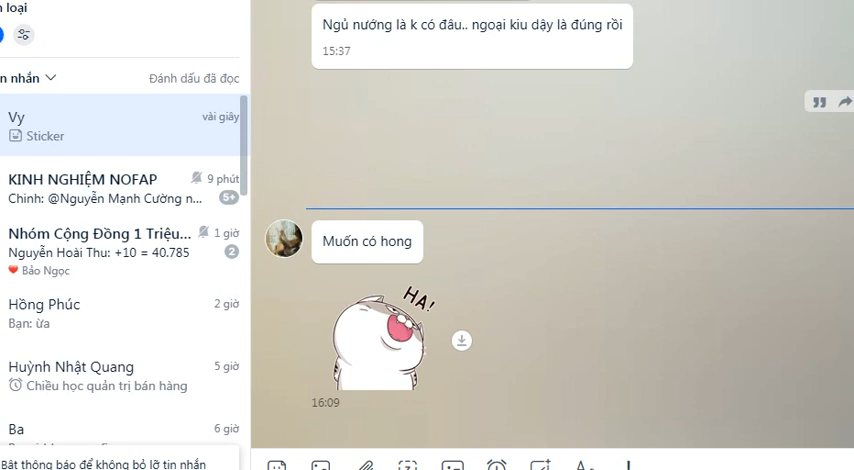 n loại
n nhắn
Đánh dấu đã đọc
Vy
vài giây
Sticker
KINH NGHIỆM NOFAP
9 phút
Chinh: @Nguyễn Mạnh Cường n...
5+
Nhóm Cộng Đồng 1 Triệu...
1 giờ
Nguyễn Hoài Thu: +10 = 40.785
2
Bảo Ngọc
Hồng Phúc
2 giờ
Bạn: ừa
Huỳnh Nhật Quang
5 giờ
Chiều học quản trị bán hàng
Ba
6 giờ
Bật thông báo để không bỏ lỡ tin nhắn
Ngủ nướng là k có đâu.. ngoại kiu dậy là đúng rồi
15:37
Muốn có hong
HA!
16:09